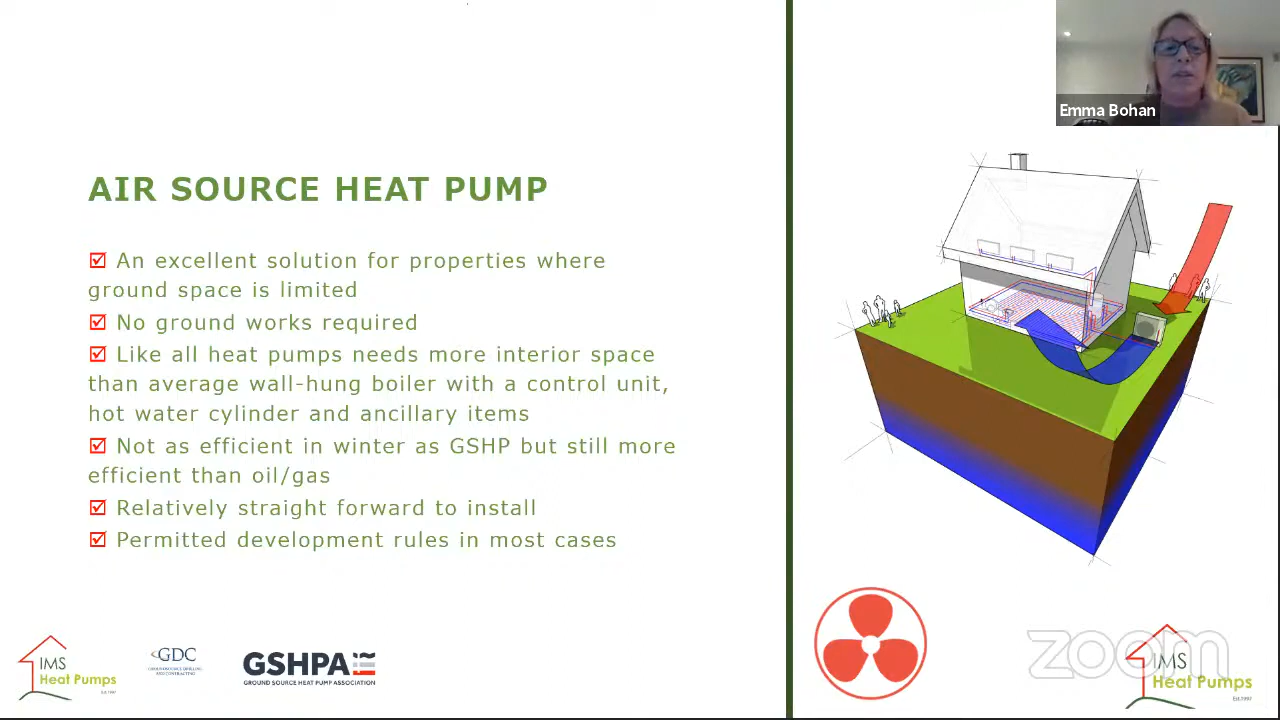 Emma Bohan
AIR SOURCE HEAT PUMP
An excellent solution for properties where
ground space is limited
No ground works required
Like all heat pumps needs more interior space
than average wall-hung boiler with a control unit,
hot water cylinder and ancillary items
Not as efficient in winter as GSHP but still more
efficient than oil/gas
Relatively straight forward to install
Permitted development rules in most cases
IMS
Heat Pumps
Est.1997
GDC
GSHPA
GROUND SOURCE HEAT PUMP ASSOCIATION
zoom
IMS
Heat Pumps
Est.1997